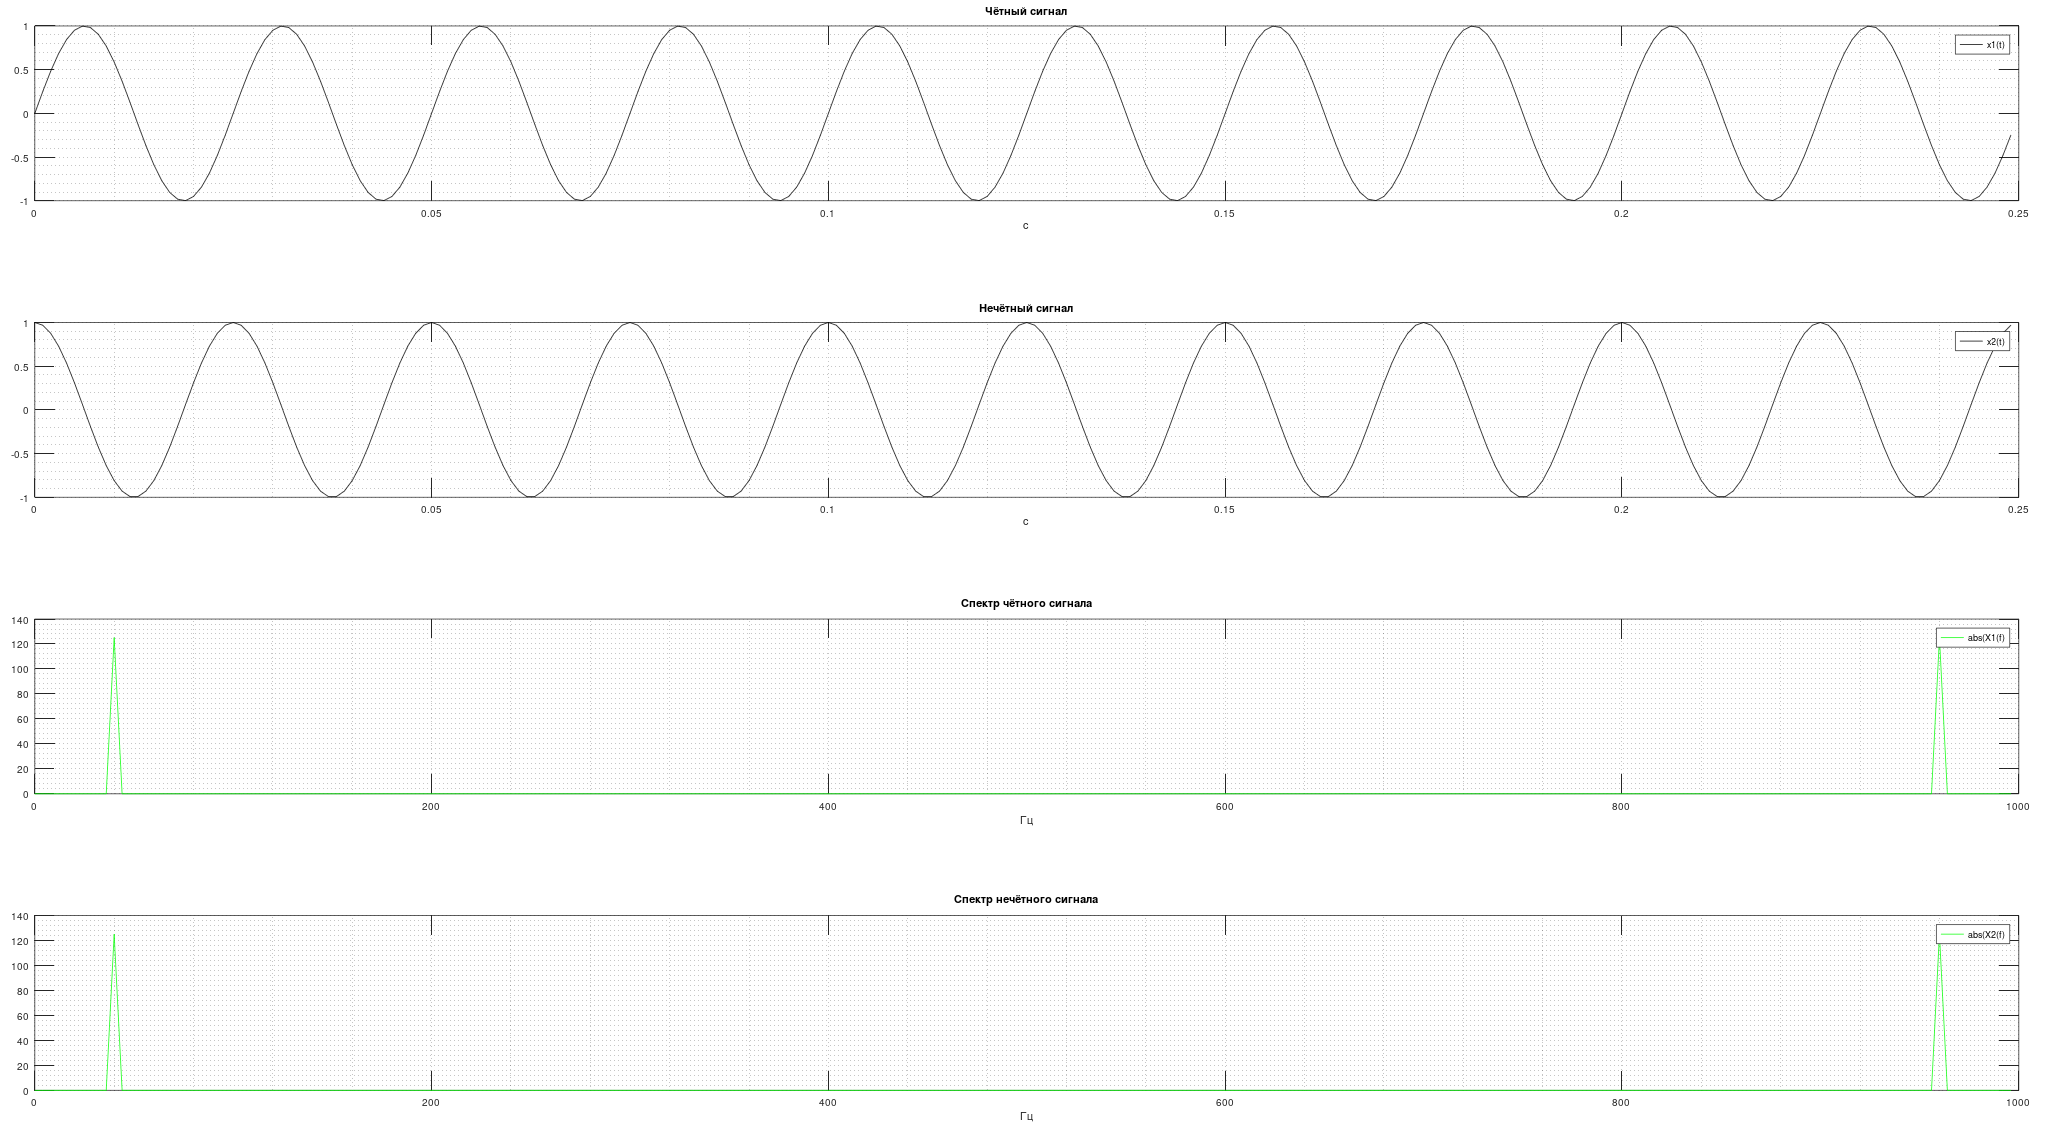 Чётный сигнал
x1(t)
1
0.5
0
-0.5
-1
0 0.05 0.1 0.15 0.2 0.25
с
Нечётный сигнал
x2(t)
1
0.5
0
-0.5
-1
0 0.05 0.1 0.15 0.2 0.25
с
Спектр чётного сигнала
abs(X1(f)
140
120
100
80
60
40
20
0
0 200 400 600 800 1000
Гц
Спектр нечётного сигнала
abs(X2(f)
140
120
100
80
60
40
20
0
0 200 400 600 800 1000
Гц